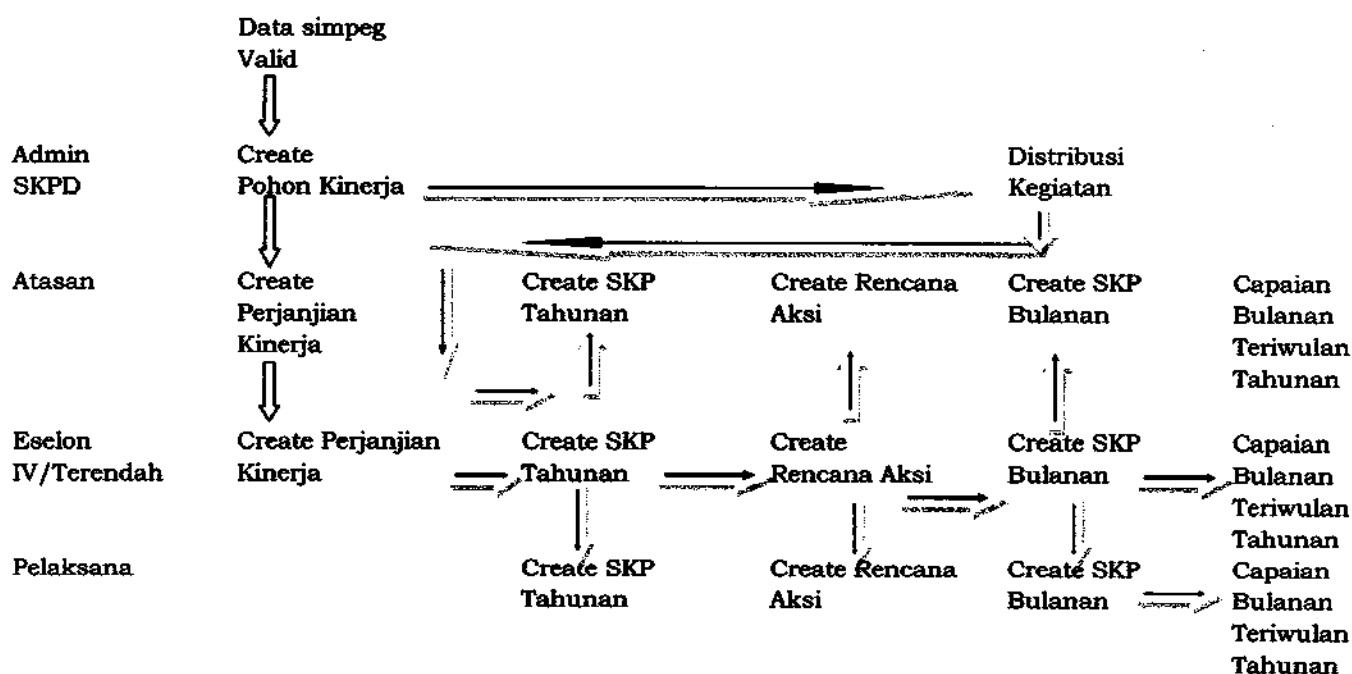 Data simpeg
Valid
Admin
SKPD
Create
Pohon Kinerja
Distribusi
Kegiatan
Atasan
Create
Perjanjian
Kinerja
Create SKP
Tahunan
Create Rencana
Aksi
Create SKP
Bulanan
Capaian
Bulanan
Teriwulan
Tahunan
Eselon
IV/Terendah
Create Perjanjian
Kinerja
Create SKP
Tahunan
Create
Rencana Aksi
Create SKP
Bulanan
Capaian
Bulanan
Teriwulan
Tahunan
Pelaksana
Create SKP
Tahunan
Create Rencana
Aksi
Create SKP
Bulanan
Capaian
Bulanan
Teriwulan
Tahunan